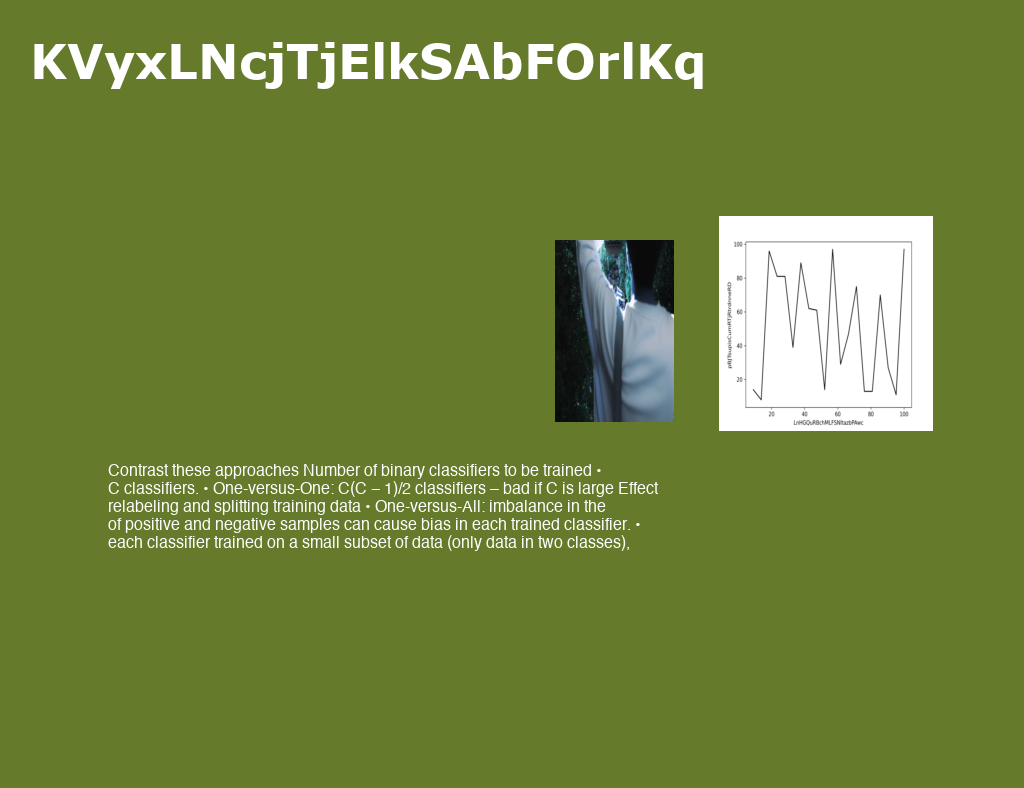 KVyxLNcjTjElkSAbFOrlKq
100
80
60
40
20
20 40 60 80 100
LnHGQuRBchMLFSNltazbPAwc
Contrast these approaches Number of binary classifiers to be trained •
C classifiers. • One-versus-One: C(C – 1)/2 classifiers – bad if C is large Effect
relabeling and splitting training data • One-versus-All: imbalance in the
of positive and negative samples can cause bias in each trained classifier. •
each classifier trained on a small subset of data (only data in two classes),